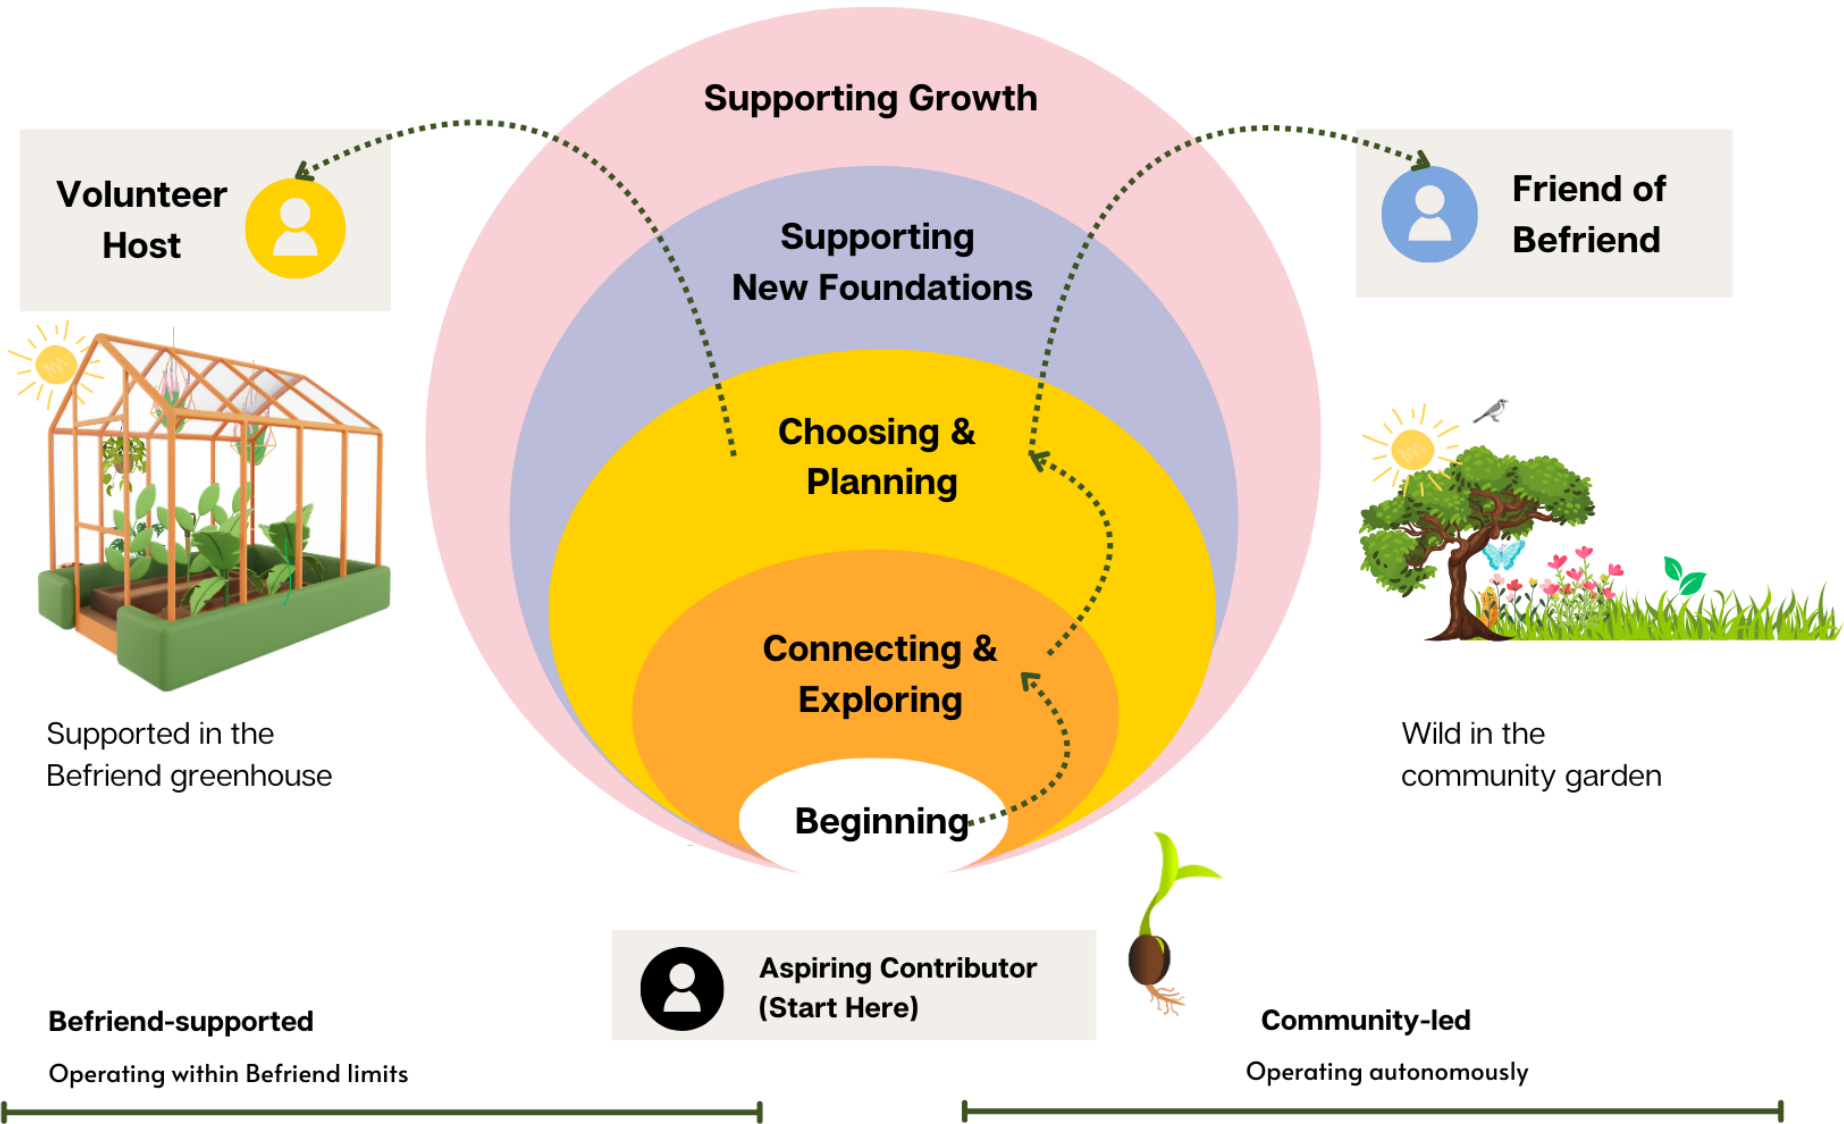 Supporting Growth
Volunteer
Host
Friend of
Befriend
Supporting
New Foundations
Choosing &
Planning
Connecting &
Exploring
Beginning
Supported in the
Befriend greenhouse
Wild in the
community garden
Aspiring Contributor
(Start Here)
Befriend-supported
Operating within Befriend limits
Community-led
Operating autonomously